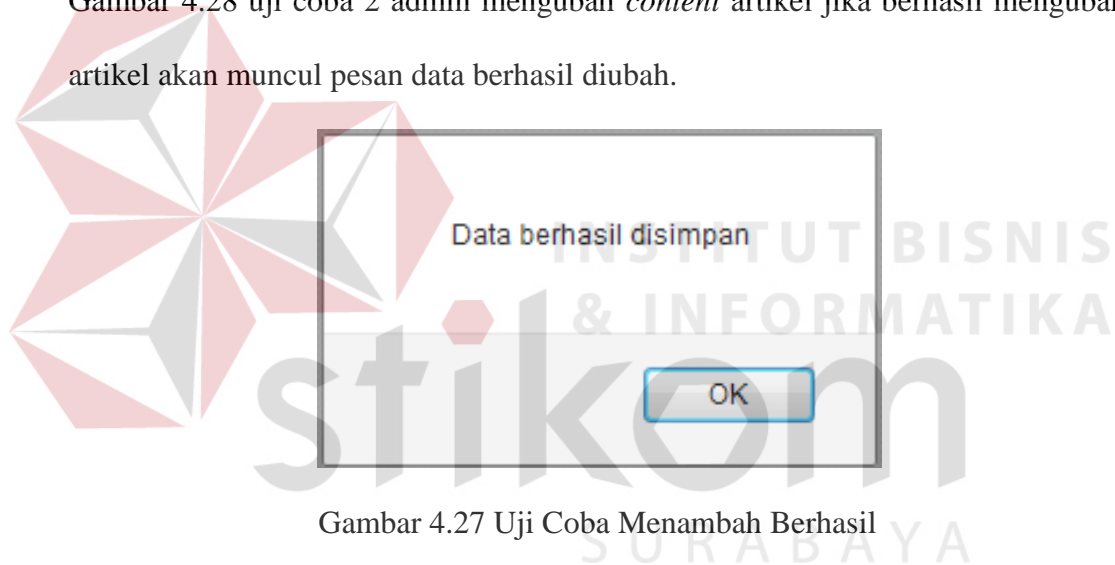 Gambar 4.28 uji coba 2 admin mengubah content artikel jika berhasil mengubah
artikel akan muncul pesan data berhasil diubah.
Data berhasil disimpan
INSTITUT BISNIS
& INFORMATIKA
stikom
OK
Gambar 4.27 Uji Coba Menambah Berhasil
SURABAYA